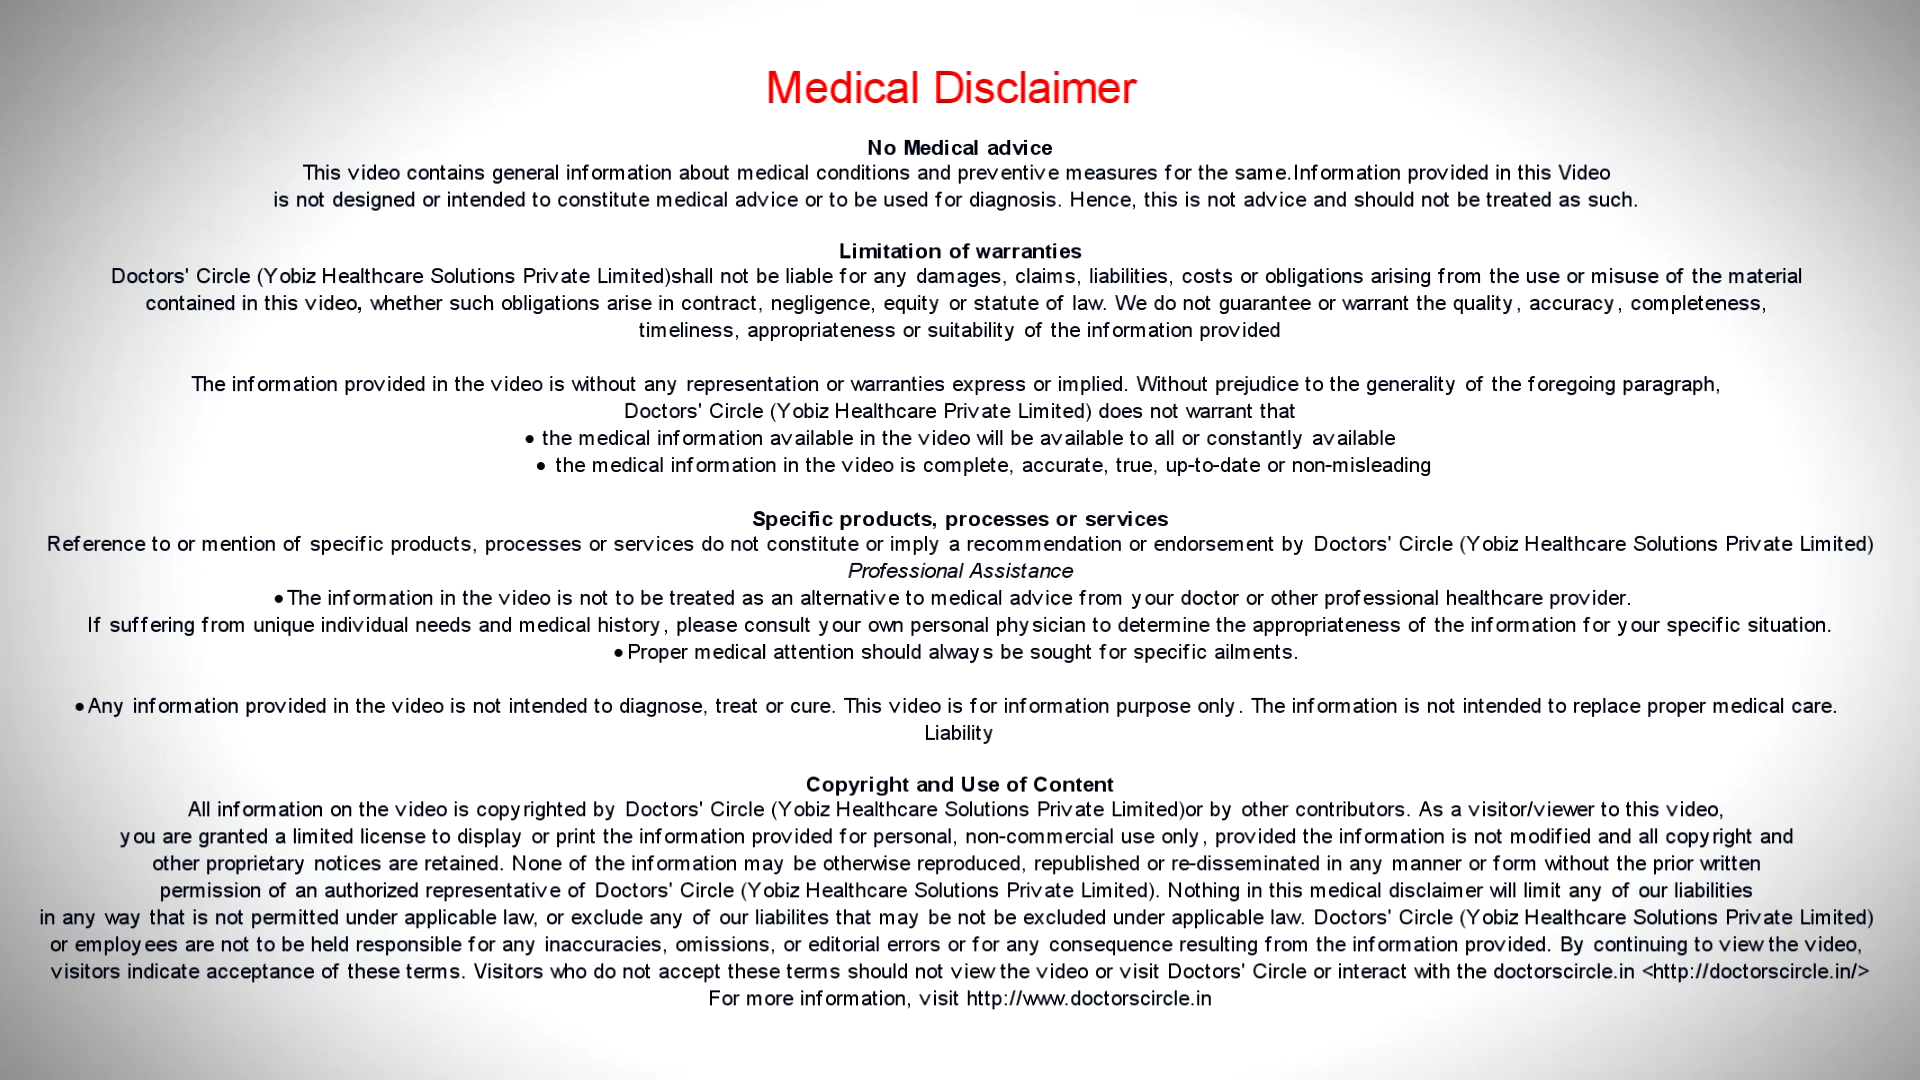 Medical Disclaimer
No Medical advice
This video contains general information about medical conditions and preventive measures for the same.Information provided in this Video
is not designed or intended to constitute medical advice or to be used for diagnosis. Hence, this is not advice and should not be treated as such.
Limitation of warranties
Doctors' Circle (Yobiz Healthcare Solutions Private Limited)shall not be liable for any damages, claims, liabilities, costs or obligations arising from the use or misuse of the material
contained in this video, whether such obligations arise in contract, negligence, equity or statute of law. We do not guarantee or warrant the quality, accuracy, completeness,
timeliness, appropriateness or suitability of the information provided
The information provided in the video is without any representation or warranties express or implied. Without prejudice to the generality of the foregoing paragraph,
Doctors' Circle (Yobiz Healthcare Private Limited) does not warrant that
• the medical information available in the video will be available to all or constantly available
• the medical information in the video is complete, accurate, true, up-to-date or non-misleading
Specific products, processes or services
Reference to or mention of specific products, processes or services do not constitute or imply a recommendation or endorsement by Doctors' Circle (Yobiz Healthcare Solutions Private Limited)
Professional Assistance
•The information in the video is not to be treated as an alternative to medical advice from your doctor or other professional healthcare provider.
If suffering from unique individual needs and medical history, please consult your own personal physician to determine the appropriateness of the information for your specific situation.
•Proper medical attention should always be sought for specific ailments.
•Any information provided in the video is not intended to diagnose, treat or cure. This video is for information purpose only. The information is not intended to replace proper medical care.
Liability
Copyright and Use of Content
All information on the video is copyrighted by Doctors' Circle (Yobiz Healthcare Solutions Private Limited)or by other contributors. As a visitor/viewer to this video,
you are granted a limited license to display or print the information provided for personal, non-commercial use only, provided the information is not modified and all copyright and
other proprietary notices are retained. None of the information may be otherwise reproduced, republished or re-disseminated in any manner or form without the prior written
permission of an authorized representative of Doctors' Circle (Yobiz Healthcare Solutions Private Limited). Nothing in this medical disclaimer will limit any of our liabilities
in any way that is not permitted under applicable law, or exclude any of our liabilites that may be not be excluded under applicable law. Doctors' Circle (Yobiz Healthcare Solutions Private Limited)
or employees are not to be held responsible for any inaccuracies, omissions, or editorial errors or for any consequence resulting from the information provided. By continuing to view the video,
visitors indicate acceptance of these terms. Visitors who do not accept these terms should not view the video or visit Doctors' Circle or interact with the doctorscircle.in <http://doctorscircle.in/>
For more information, visit http://www.doctorscircle.in